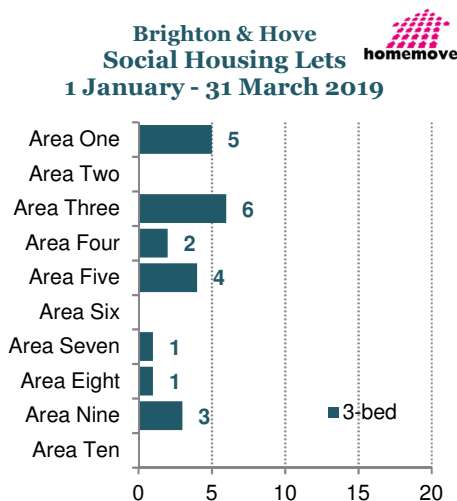 Brighton & Hove
Social Housing Lets
1 January - 31 March 2019
homemove
Area One 5
Area Two
Area Three 6
Area Four 2
Area Five 4
Area Six
Area Seven 1
Area Eight 1
Area Nine 3
3-bed
Area Ten
0 5 10 15 20